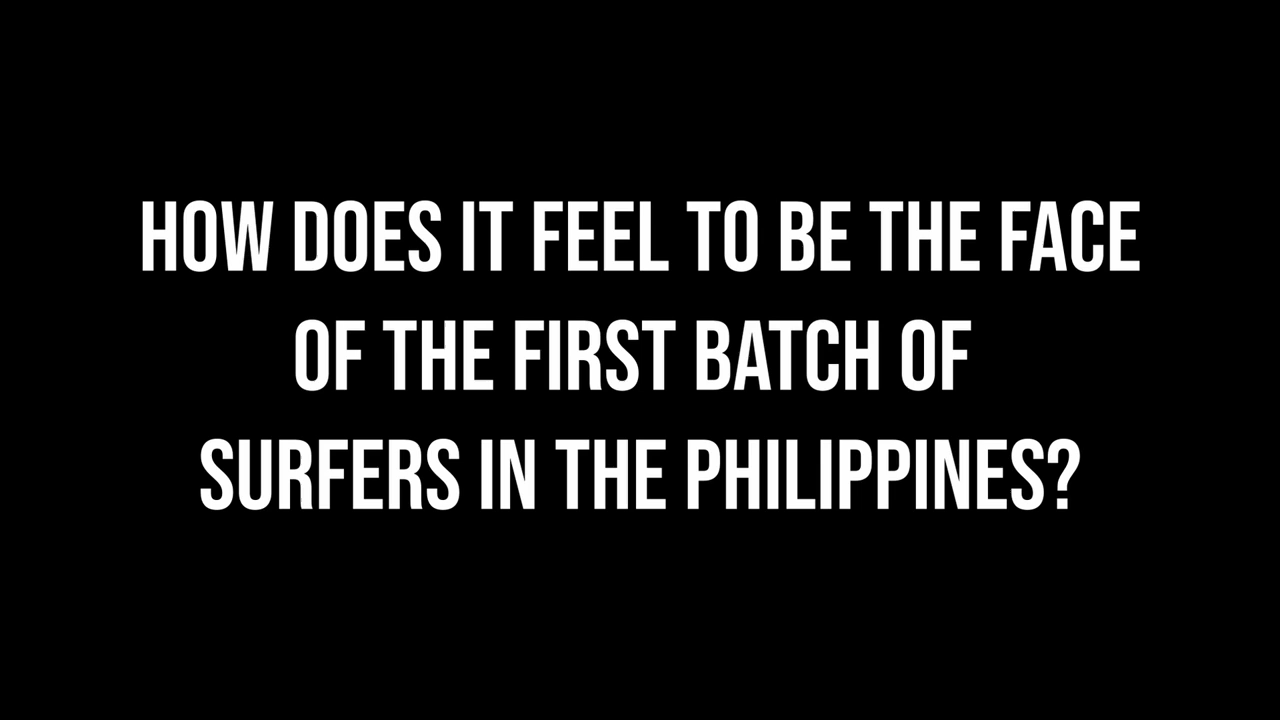 HOW DOES IT FEEL TO BE THE FACE
OF THE FIRST BATCH OF
SURFERS IN THE PHILIPPINES?